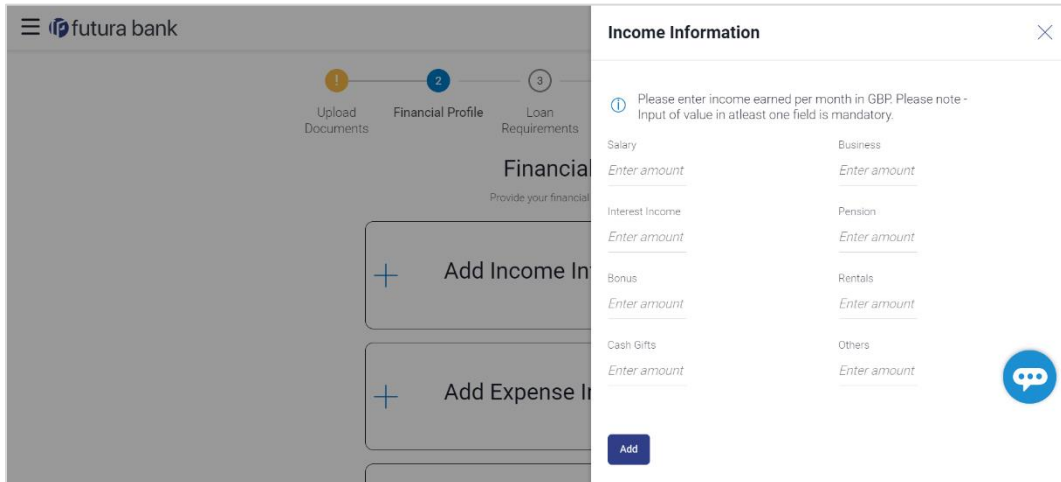 futura bank
!
2
3
Upload
Documents
Financial Profile
Loan
Requirements
Financial
Provide your financial
Add Income In
Add Expense I
Income Information
Please enter income earned per month in GBP. Please note -
Input of value in atleast one field is mandatory.
Salary
Business
Enter amount
Enter amount
Interest Income
Pension
Enter amount
Enter amount
Bonus
Rentals
Enter amount
Enter amount
Cash Gifts
Others
Enter amount
Enter amount
Add